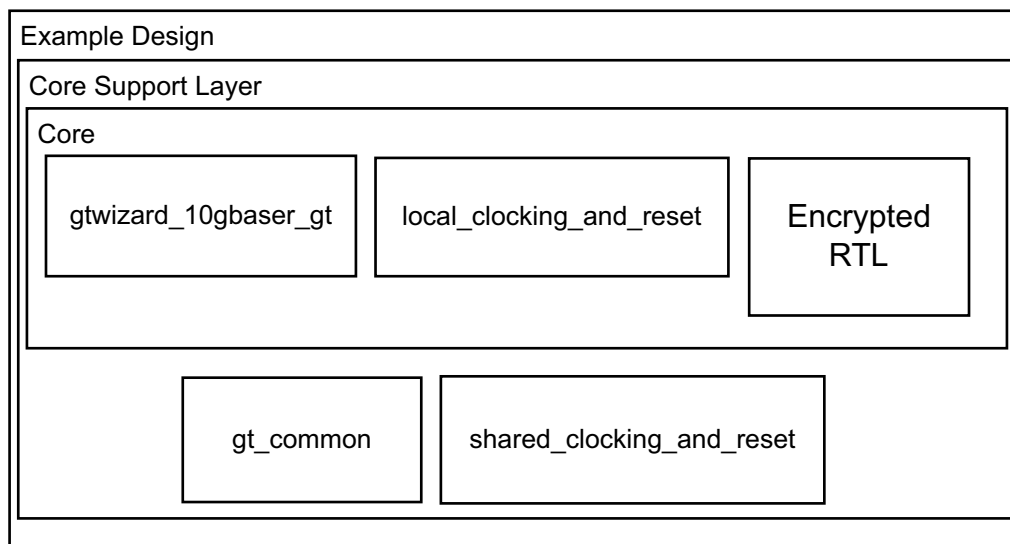 Example Design
Core Support Layer
Core
gtwizard_10gbaser_gt
local_clocking_and_reset
Encrypted
RTL
gt_common
shared_clocking_and_reset